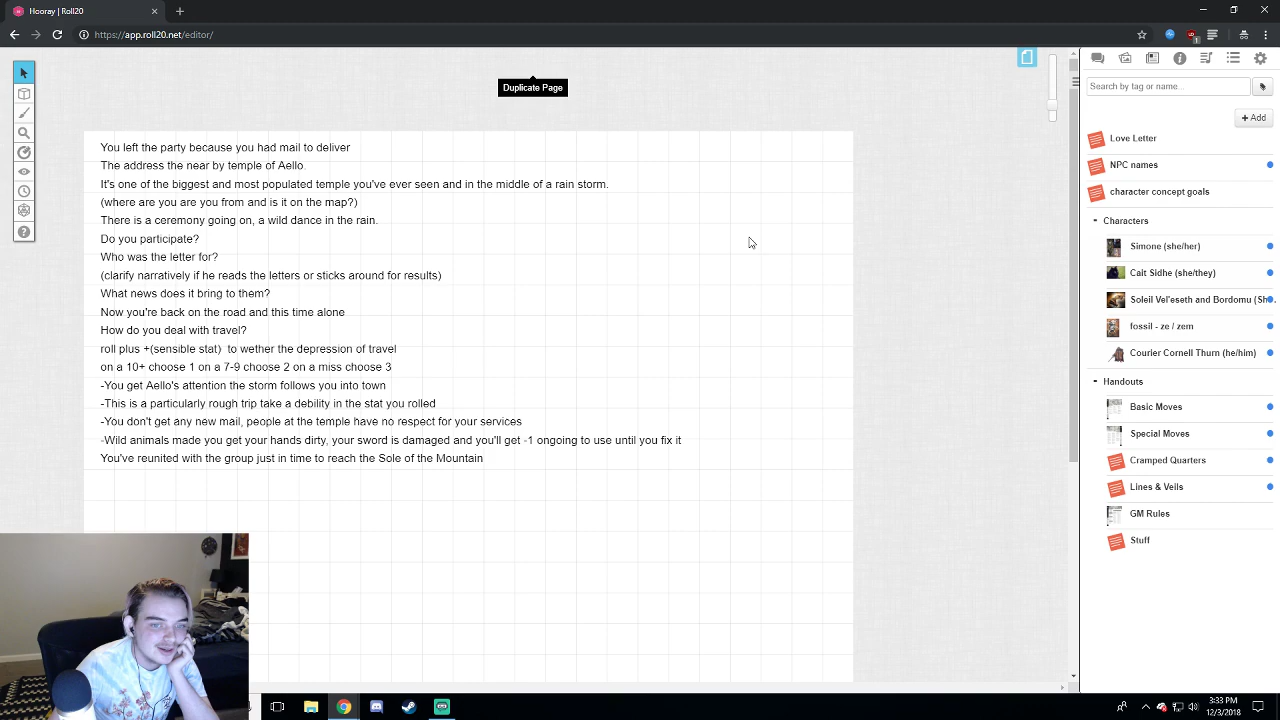 Hooray | Roll20
https://app.roll20.net/editor/
Duplicate Page
You left the party because you had mail to deliver
The address the near by temple of Aello
It's one of the biggest and most populated temple you've ever seen and in the middle of a rain storm.
(where are you are you from and is it on the map?)
There is a ceremony going on, a wild dance in the rain.
Do you participate?
Who was the letter for?
(clarify narratively if he reads the letters or sticks around for results)
What news does it bring to them?
Now you're back on the road and this time alone
How do you deal with travel?
roll plus +(sensible stat)  to wether the depression of travel
on a 10+ choose 1 on a 7-9 choose 2 on a miss choose 3
-You get Aello's attention the storm follows you into town
-This is a particularly rough trip take a debility in the stat you rolled
-You don't get any new mail, people at the temple have no respect for your services
-Wild animals made you get your hands dirty, your sword is damaged and you'll get -1 ongoing to use until you fix it
You've reunited with the group just in time to reach the Sole of the Mountain
Search by tag or name...
+ Add
Love Letter
NPC names
character concept goals
Characters
Simone (she/her)
Cait Sidhe (she/they)
Soleil Vel'eseth and Bordomu (Sh...
fossil - ze / zem
Courier Cornell Thurn (he/him)
Handouts
Basic Moves
Special Moves
Cramped Quarters
Lines & Veils
GM Rules
Stuff
3:33 PM
12/3/2018